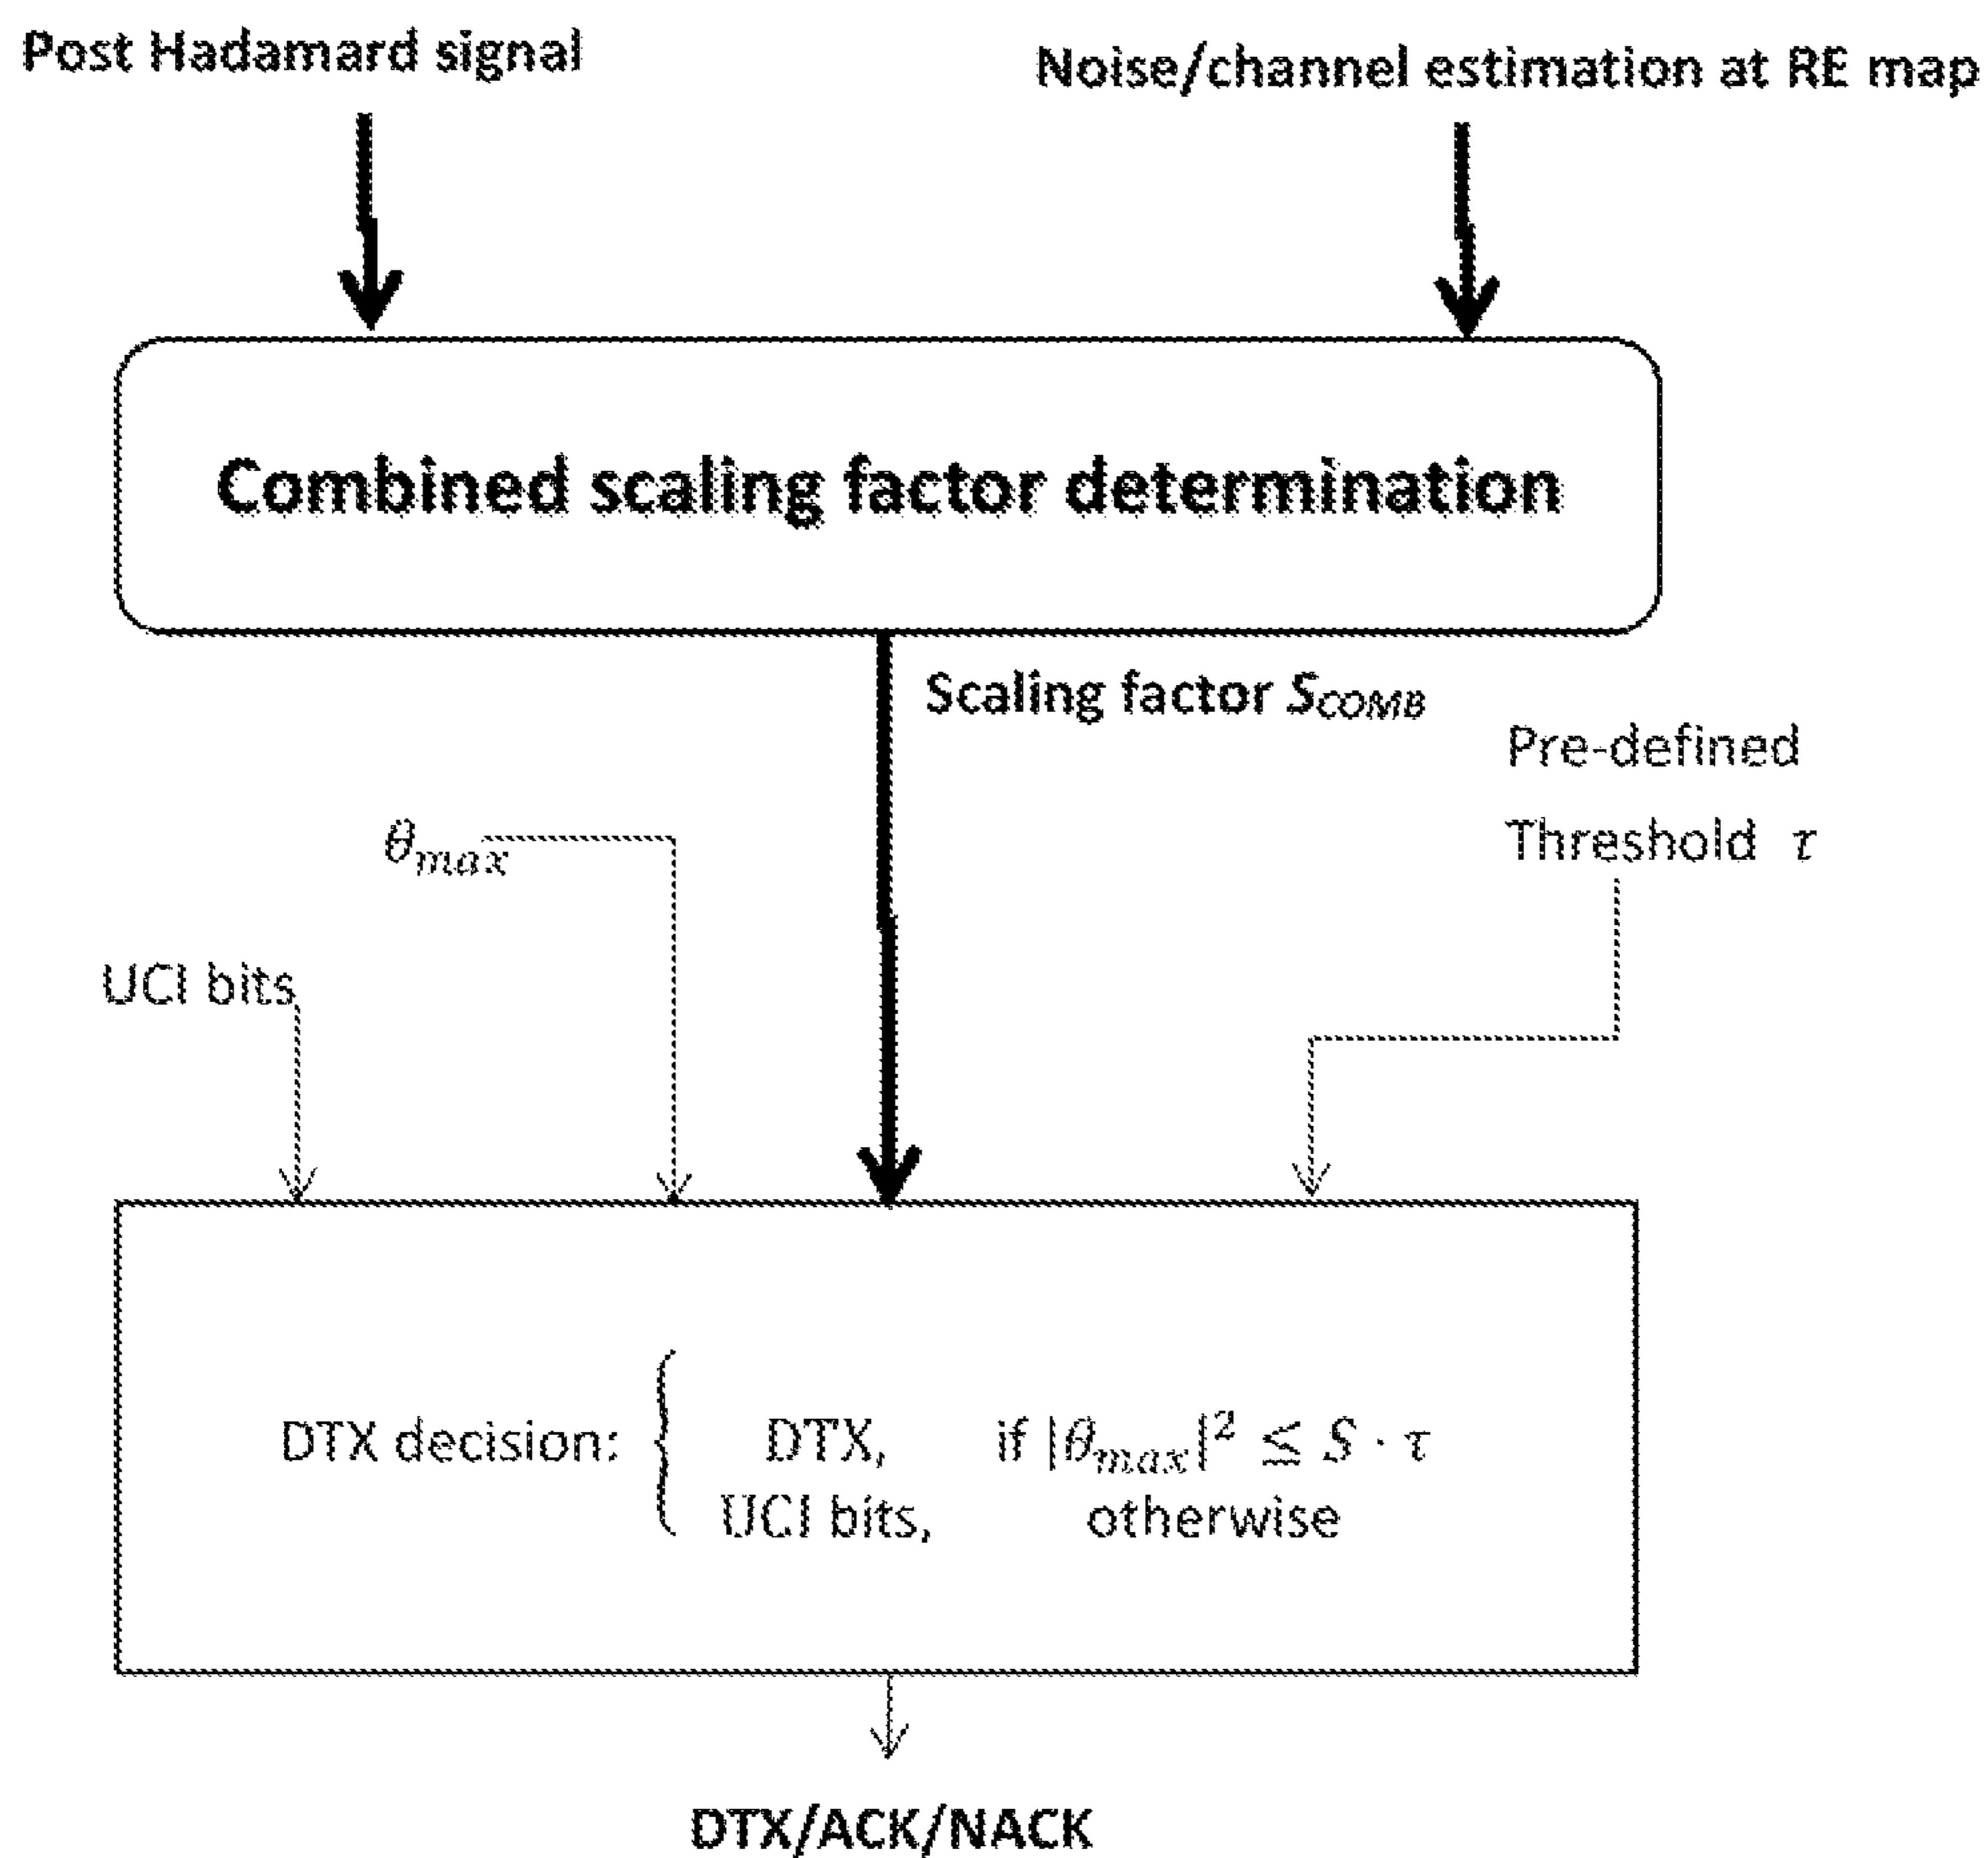 Post Hadamard signal
Noise/channel estimation at RE map
Combined scaling factor determination
Scaling factor S_COMB
Pre-defined
Threshold τ
θ_max
UCI bits
DTX decision: { DTX, if |θ_max|² ≤ S · τ
UCI bits, otherwise
DTX/ACK/NACK